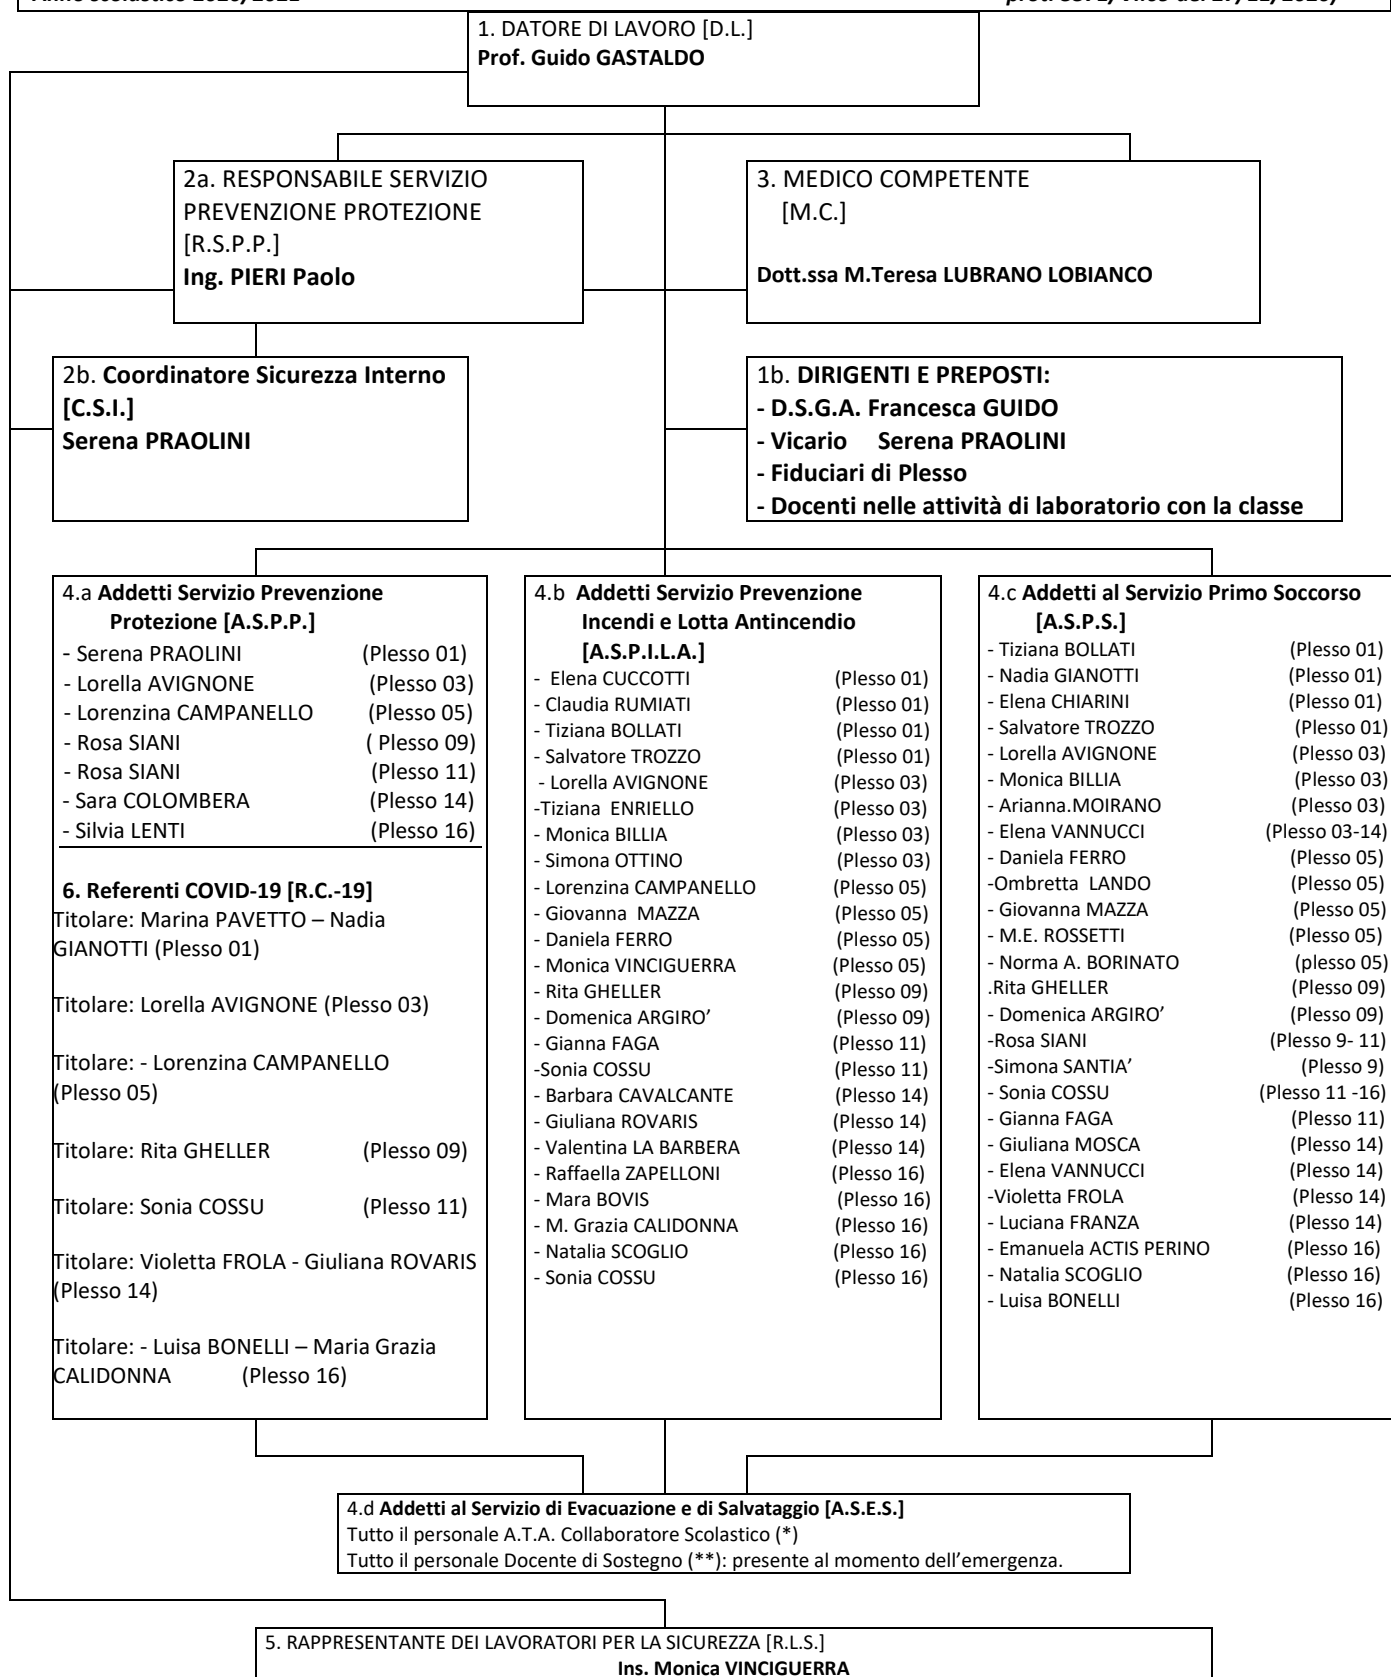 1. DATORE DI LAVORO [D.L.]
Prof. Guido GASTALDO
2a. RESPONSABILE SERVIZIO
PREVENZIONE PROTEZIONE
[R.S.P.P.]
Ing. PIERI Paolo
3. MEDICO COMPETENTE
[M.C.]
Dott.ssa M.Teresa LUBRANO LOBIANCO
2b. Coordinatore Sicurezza Interno
[C.S.I.]
Serena PRAOLINI
1b. DIRIGENTI E PREPOSTI:
- D.S.G.A. Francesca GUIDO
- Vicario Serena PRAOLINI
- Fiduciari di Plesso
- Docenti nelle attività di laboratorio con la classe
4.a Addetti Servizio Prevenzione
Protezione [A.S.P.P.]
- Serena PRAOLINI (Plesso 01)
- Lorella AVIGNONE (Plesso 03)
- Lorenzina CAMPANELLO (Plesso 05)
- Rosa SIANI ( Plesso 09)
- Rosa SIANI (Plesso 11)
- Sara COLOMBERA (Plesso 14)
- Silvia LENTI (Plesso 16)
6. Referenti COVID-19 [R.C.-19]
Titolare: Marina PAVETTO – Nadia
GIANOTTI (Plesso 01)
Titolare: Lorella AVIGNONE (Plesso 03)
Titolare: - Lorenzina CAMPANELLO
(Plesso 05)
Titolare: Rita GHELLER (Plesso 09)
Titolare: Sonia COSSU (Plesso 11)
Titolare: Violetta FROLA - Giuliana ROVARIS
(Plesso 14)
Titolare: - Luisa BONELLI – Maria Grazia
CALIDONNA (Plesso 16)
4.b Addetti Servizio Prevenzione
Incendi e Lotta Antincendio
[A.S.P.I.L.A.]
- Elena CUCCOTTI (Plesso 01)
- Claudia RUMIATI (Plesso 01)
- Tiziana BOLLATI (Plesso 01)
- Salvatore TROZZO (Plesso 01)
- Lorella AVIGNONE (Plesso 03)
-Tiziana ENRIELLO (Plesso 03)
- Monica BILLIA (Plesso 03)
- Simona OTTINO (Plesso 03)
- Lorenzina CAMPANELLO (Plesso 05)
- Giovanna MAZZA (Plesso 05)
- Daniela FERRO (Plesso 05)
- Monica VINCIGUERRA (Plesso 05)
- Rita GHELLER (Plesso 09)
- Domenica ARGIRO’ (Plesso 09)
- Gianna FAGA (Plesso 11)
-Sonia COSSU (Plesso 11)
- Barbara CAVALCANTE (Plesso 14)
- Giuliana ROVARIS (Plesso 14)
- Valentina LA BARBERA (Plesso 14)
- Raffaella ZAPELLONI (Plesso 16)
- Mara BOVIS (Plesso 16)
- M. Grazia CALIDONNA (Plesso 16)
- Natalia SCOGLIO (Plesso 16)
- Sonia COSSU (Plesso 16)
4.c Addetti al Servizio Primo Soccorso
[A.S.P.S.]
- Tiziana BOLLATI (Plesso 01)
- Nadia GIANOTTI (Plesso 01)
- Elena CHIARINI (Plesso 01)
- Salvatore TROZZO (Plesso 01)
- Lorella AVIGNONE (Plesso 03)
- Monica BILLIA (Plesso 03)
- Arianna.MOIRANO (Plesso 03)
- Elena VANNUCCI (Plesso 03-14)
- Daniela FERRO (Plesso 05)
-Ombretta LANDO (Plesso 05)
- Giovanna MAZZA (Plesso 05)
- M.E. ROSSETTI (Plesso 05)
- Norma A. BORINATO (plesso 05)
.Rita GHELLER (Plesso 09)
- Domenica ARGIRO’ (Plesso 09)
-Rosa SIANI (Plesso 9- 11)
-Simona SANTIA’ (Plesso 9)
- Sonia COSSU (Plesso 11 -16)
- Gianna FAGA (Plesso 11)
- Giuliana MOSCA (Plesso 14)
- Elena VANNUCCI (Plesso 14)
-Violetta FROLA (Plesso 14)
- Luciana FRANZA (Plesso 14)
- Emanuela ACTIS PERINO (Plesso 16)
- Natalia SCOGLIO (Plesso 16)
- Luisa BONELLI (Plesso 16)
4.d Addetti al Servizio di Evacuazione e di Salvataggio [A.S.E.S.]
Tutto il personale A.T.A. Collaboratore Scolastico (*)
Tutto il personale Docente di Sostegno (**): presente al momento dell’emergenza.
5. RAPPRESENTANTE DEI LAVORATORI PER LA SICUREZZA [R.L.S.]
Ins. Monica VINCIGUERRA